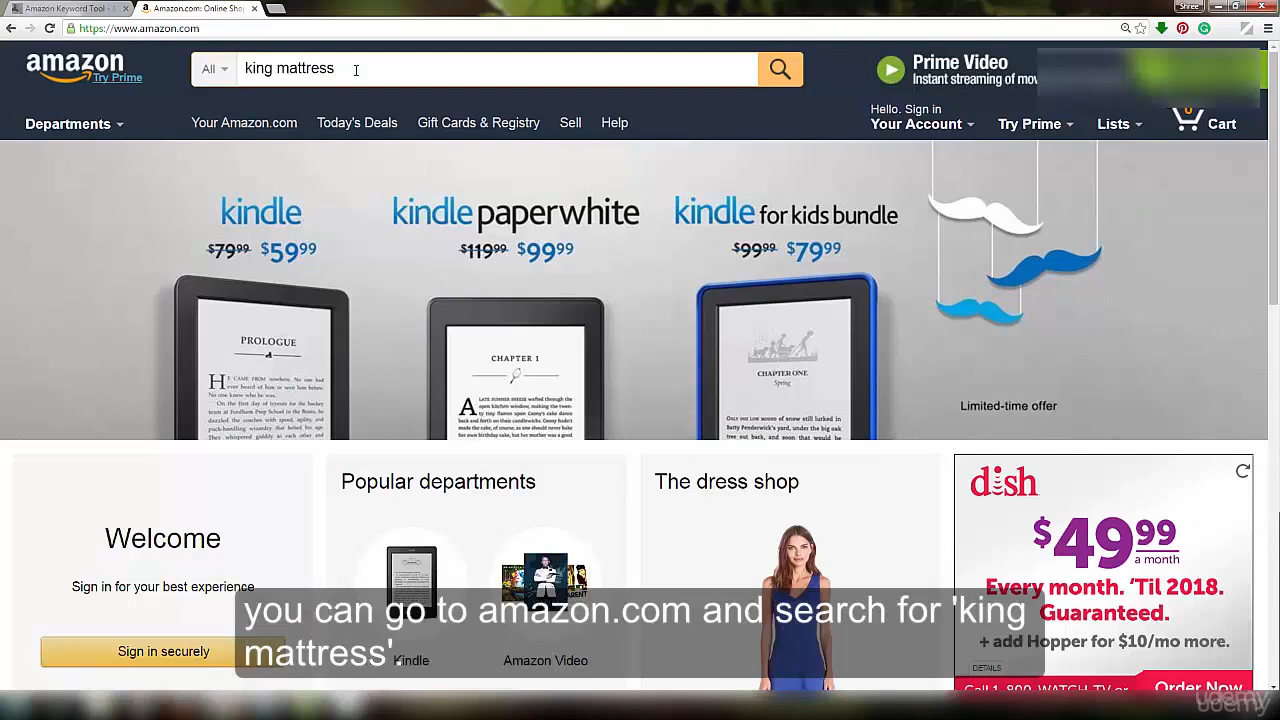 Amazon Keyword Tool -
Amazon.com: Online Sho
Shree
https://www.amazon.com
amazon
Try Prime
All
king mattress
Prime Video
Instant streaming of mov
Departments
Your Amazon.com
Today's Deals
Gift Cards & Registry
Sell
Help
Hello. Sign in
Your Account
Try Prime
Lists
0
Cart
kindle
$79.99 $59.99
kindle paperwhite
$119.99 $99.99
kindle for kids bundle
$99.99 $79.99
PROLOGUE
CHAPTER 1
CHAPTER ONE
Spring
Limited-time offer
Welcome
Sign in for your best experience
Sign in securely
Popular departments
Kindle
Amazon Video
The dress shop
dish
$49.99
a month
Every month. 'Til 2018.
Guaranteed.
+ add Hopper for $10/mo more.
DETAILS
Call 1-800-WATCH-TV or
Order Now
you can go to amazon.com and search for 'king
mattress'.
udemy